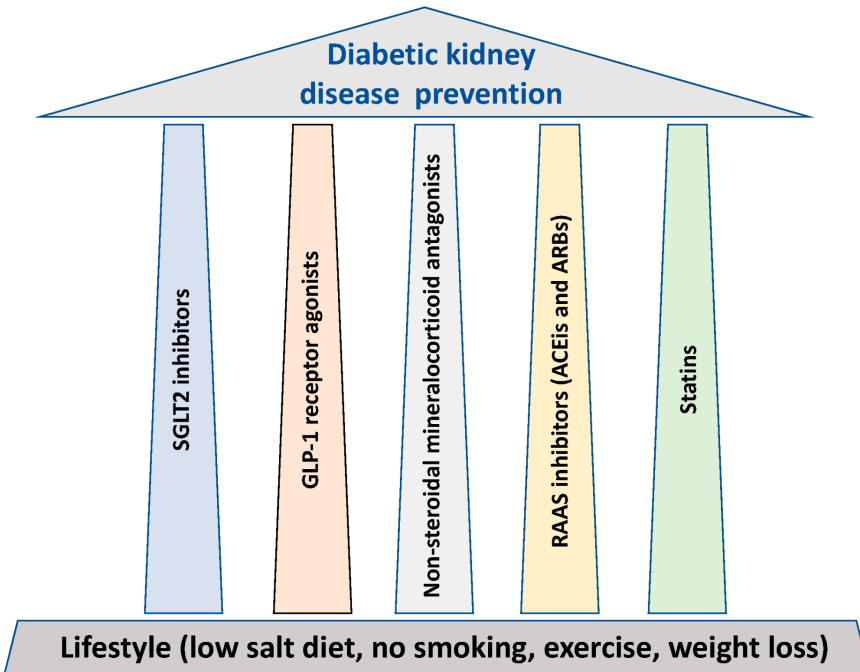 Diabetic kidney
disease prevention
SGLT2 inhibitors
GLP-1 receptor agonists
Non-steroidal mineralocorticoid antagonists
RAAS inhibitors (ACEis and ARBs)
Statins
Lifestyle (low salt diet, no smoking, exercise, weight loss)